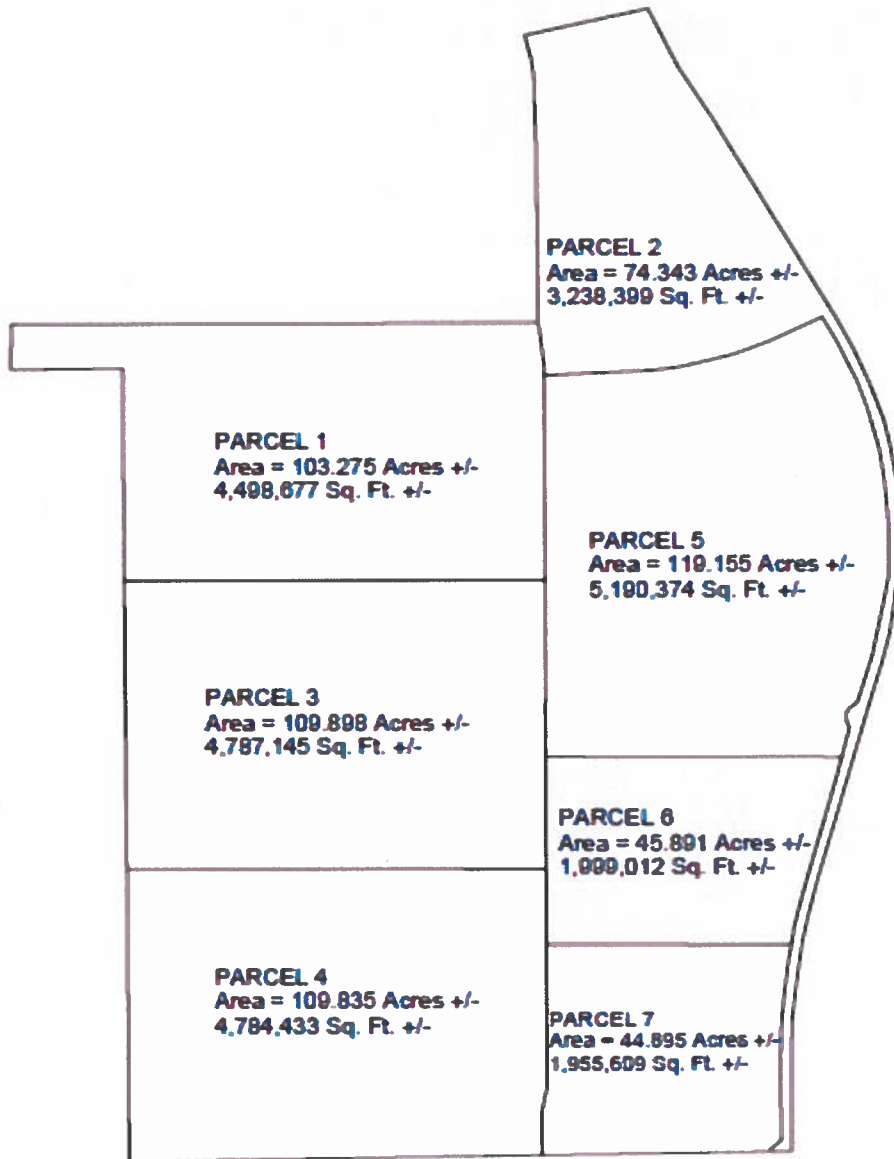 PARCEL 2
Area = 74.343 Acres +/-
3,238,399 Sq. Ft. +/-
PARCEL 1
Area = 103.275 Acres +/-
4,498,677 Sq. Ft. +/-
PARCEL 5
Area = 119.155 Acres +/-
5,190,374 Sq. Ft. +/-
PARCEL 3
Area = 109.898 Acres +/-
4,787,145 Sq. Ft. +/-
PARCEL 6
Area = 45.891 Acres +/-
1,999,012 Sq. Ft. +/-
PARCEL 4
Area = 109.835 Acres +/-
4,784,433 Sq. Ft. +/-
PARCEL 7
Area = 44.895 Acres +/-
1,955,609 Sq. Ft. +/-